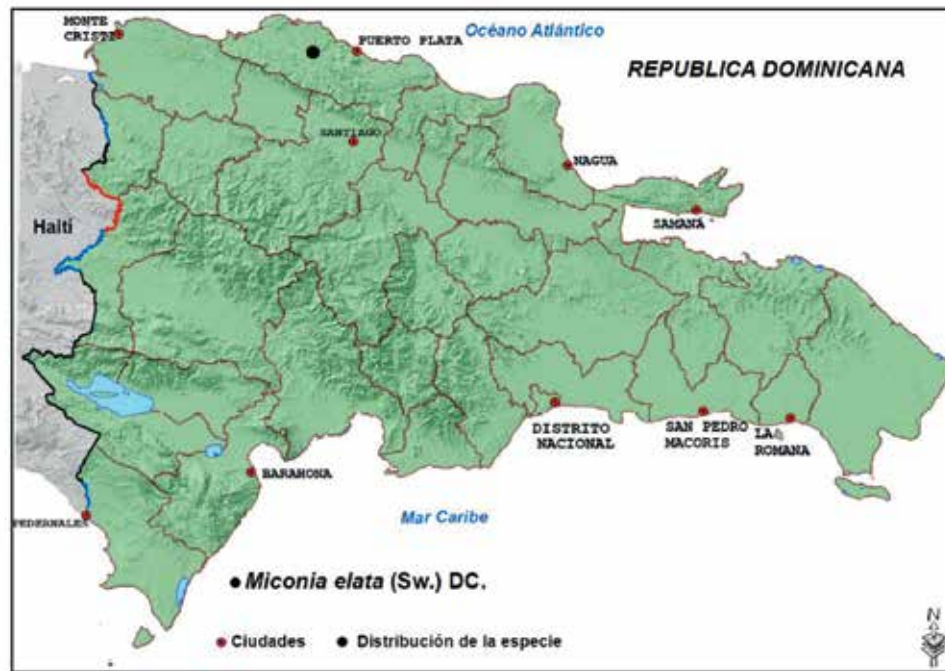 MONTE
CRISTI
Océano Atlántico
PUERTO PLATA
REPUBLICA DOMINICANA
SANTIAGO
NAGUA
Haití
SAMANA
DISTRITO
NACIONAL
SAN PEDRO
MACORIS
LA
ROMANA
BARAHONA
PEDERNALES
Mar Caribe
Miconia elata (Sw.) DC.
Ciudades
Distribución de la especie
N